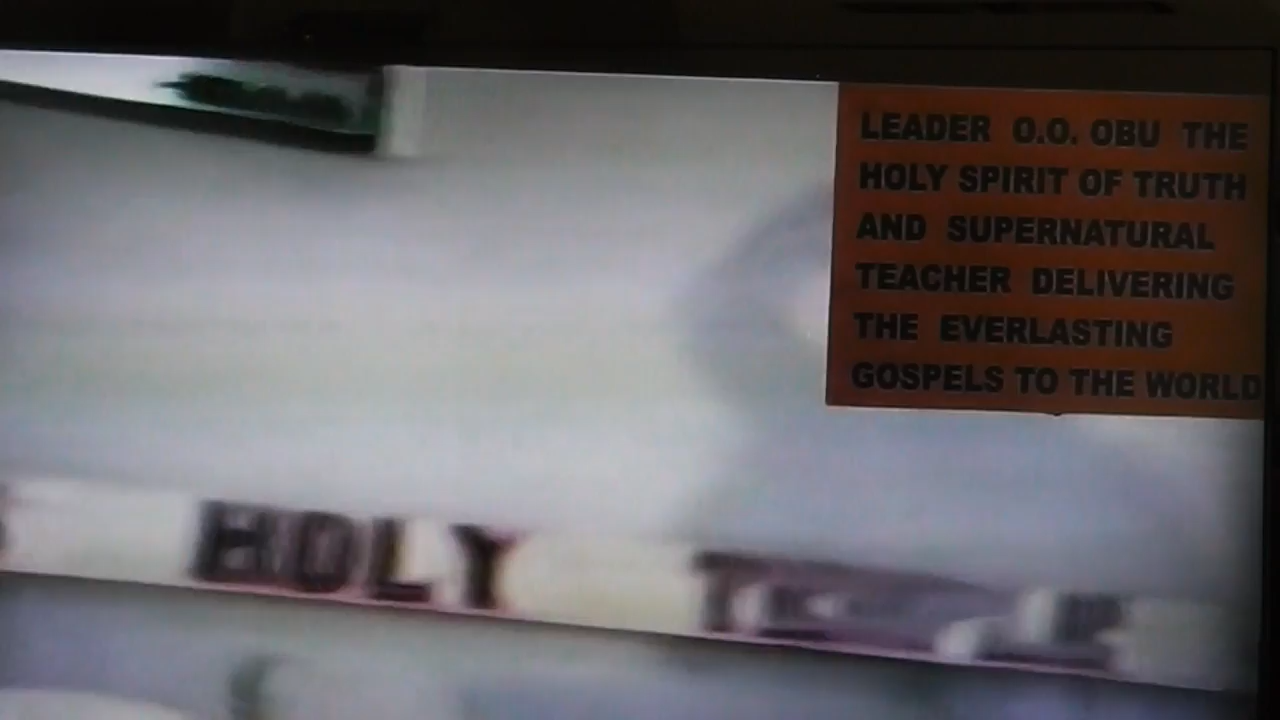 LEADER O.O. OBU THE
HOLY SPIRIT OF TRUTH
AND SUPERNATURAL
TEACHER DELIVERING
THE EVERLASTING
GOSPELS TO THE WORLD
HOLY